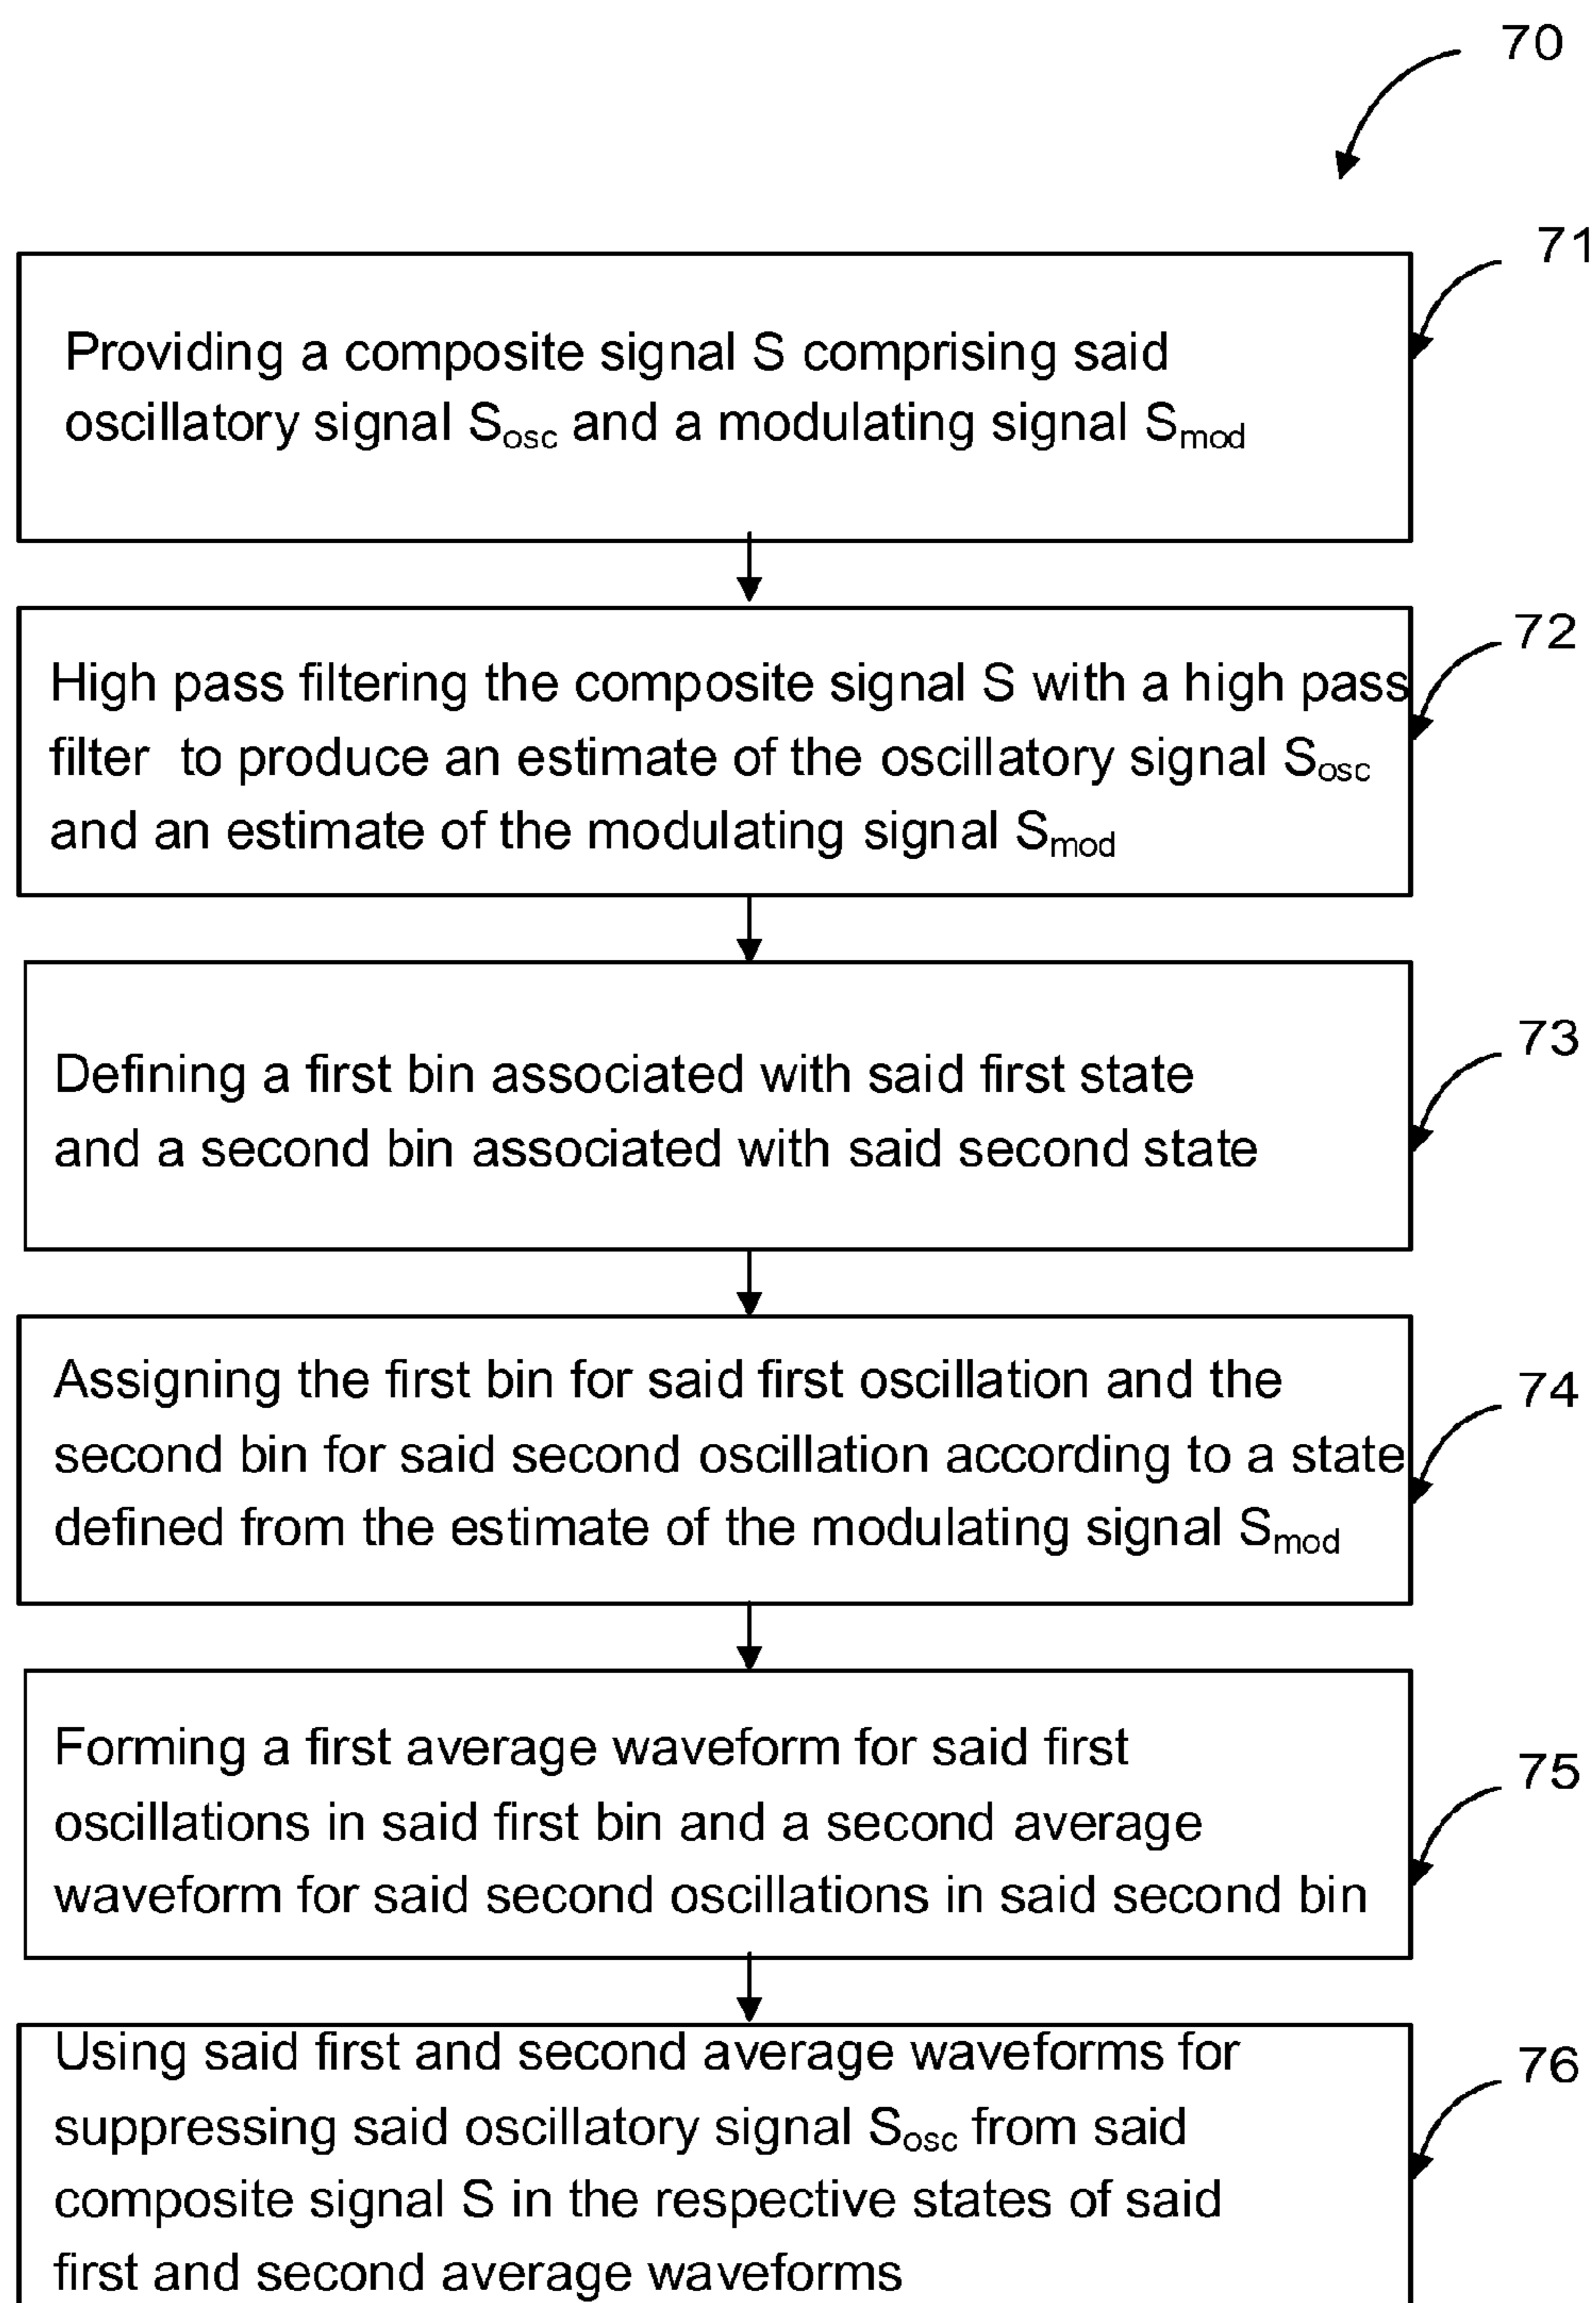 70
71
Providing a composite signal S comprising said
oscillatory signal Sosc and a modulating signal Smod
72
High pass filtering the composite signal S with a high pass
filter to produce an estimate of the oscillatory signal Sosc
and an estimate of the modulating signal Smod
73
Defining a first bin associated with said first state
and a second bin associated with said second state
74
Assigning the first bin for said first oscillation and the
second bin for said second oscillation according to a state
defined from the estimate of the modulating signal Smod
75
Forming a first average waveform for said first
oscillations in said first bin and a second average
waveform for said second oscillations in said second bin
76
Using said first and second average waveforms for
suppressing said oscillatory signal Sosc from said
composite signal S in the respective states of said
first and second average waveforms